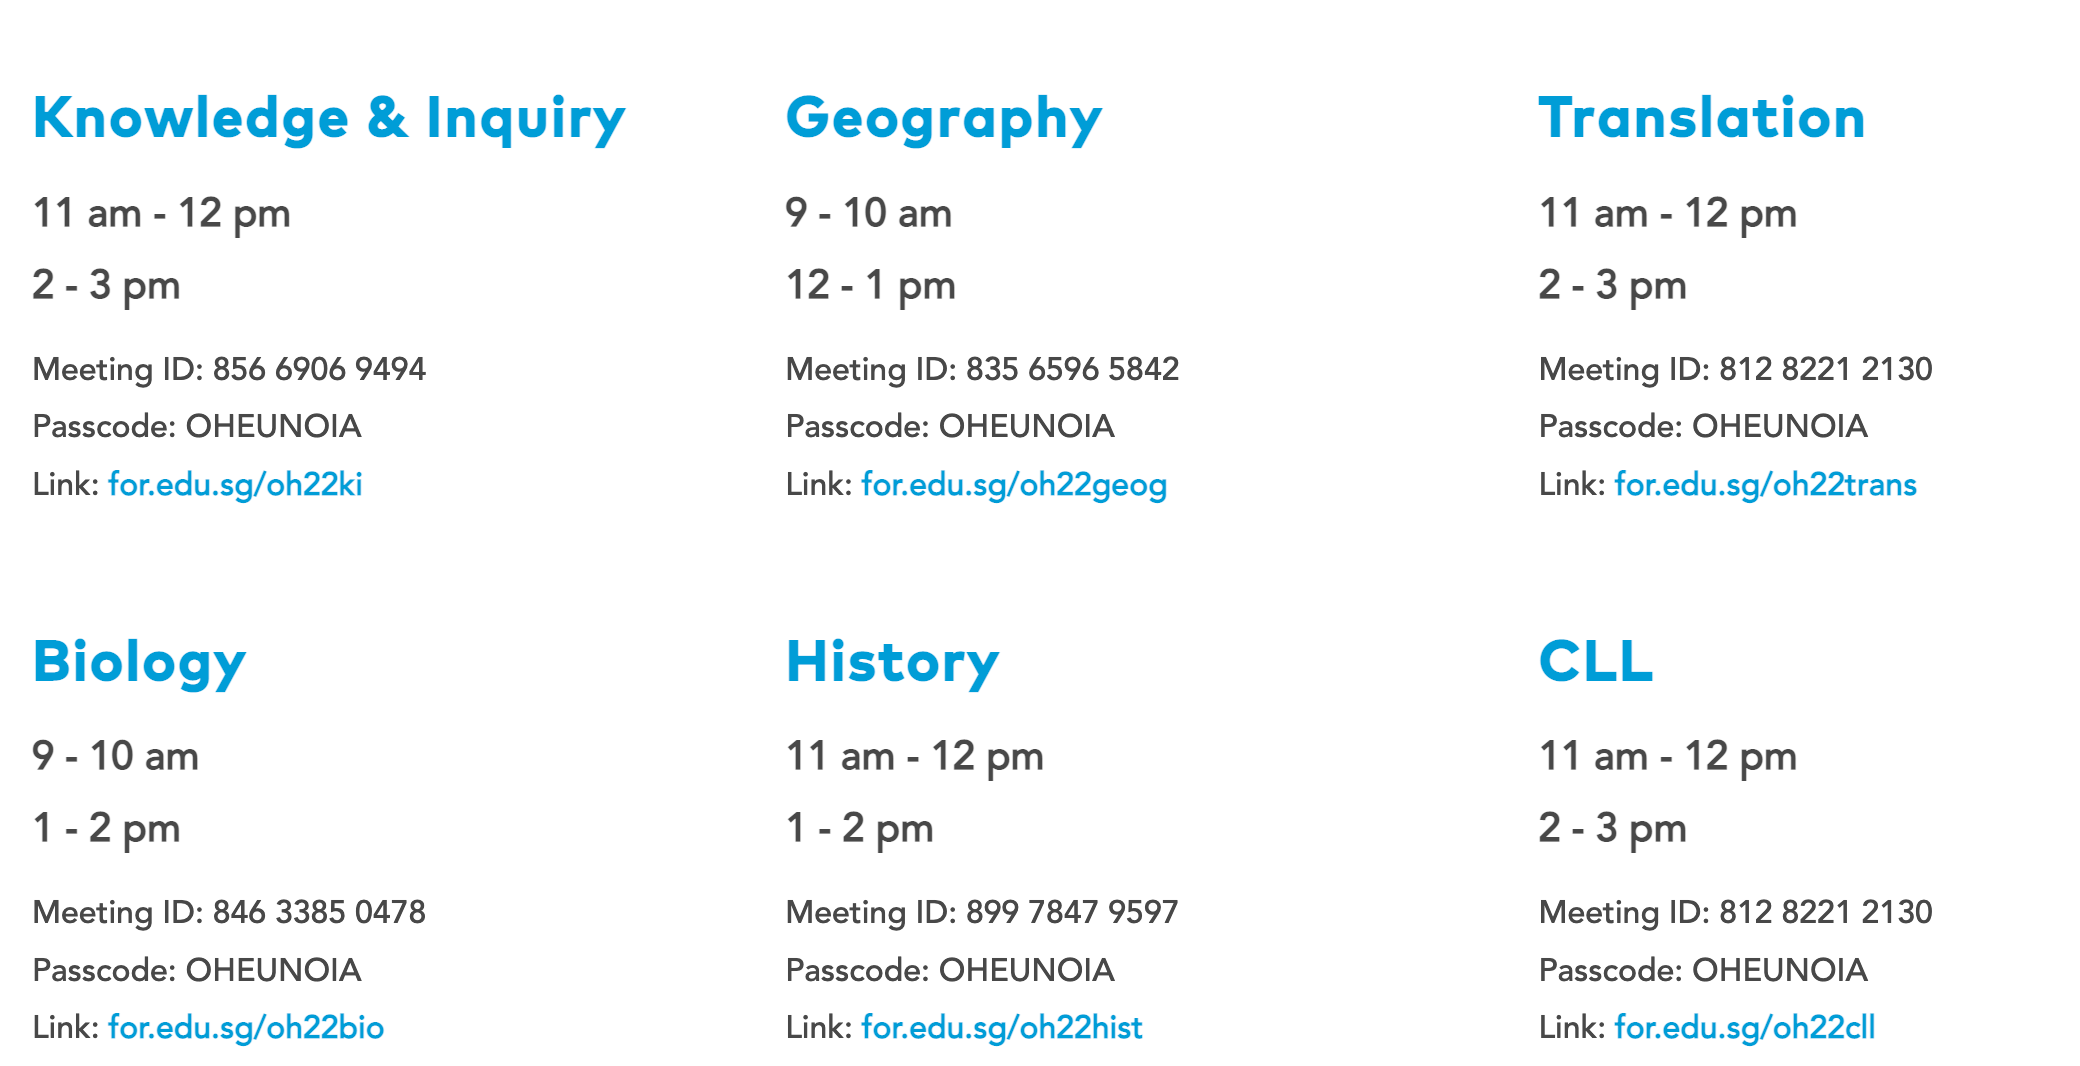 Knowledge & Inquiry
11 am - 12 pm
2 - 3 pm
Meeting ID: 856 6906 9494
Passcode: OHEUNOIA
Link: for.edu.sg/oh22ki
Geography
9 - 10 am
12 - 1 pm
Meeting ID: 835 6596 5842
Passcode: OHEUNOIA
Link: for.edu.sg/oh22geog
Translation
11 am - 12 pm
2 - 3 pm
Meeting ID: 812 8221 2130
Passcode: OHEUNOIA
Link: for.edu.sg/oh22trans
Biology
9 - 10 am
1 - 2 pm
Meeting ID: 846 3385 0478
Passcode: OHEUNOIA
Link: for.edu.sg/oh22bio
History
11 am - 12 pm
1 - 2 pm
Meeting ID: 899 7847 9597
Passcode: OHEUNOIA
Link: for.edu.sg/oh22hist
CLL
11 am - 12 pm
2 - 3 pm
Meeting ID: 812 8221 2130
Passcode: OHEUNOIA
Link: for.edu.sg/oh22cll